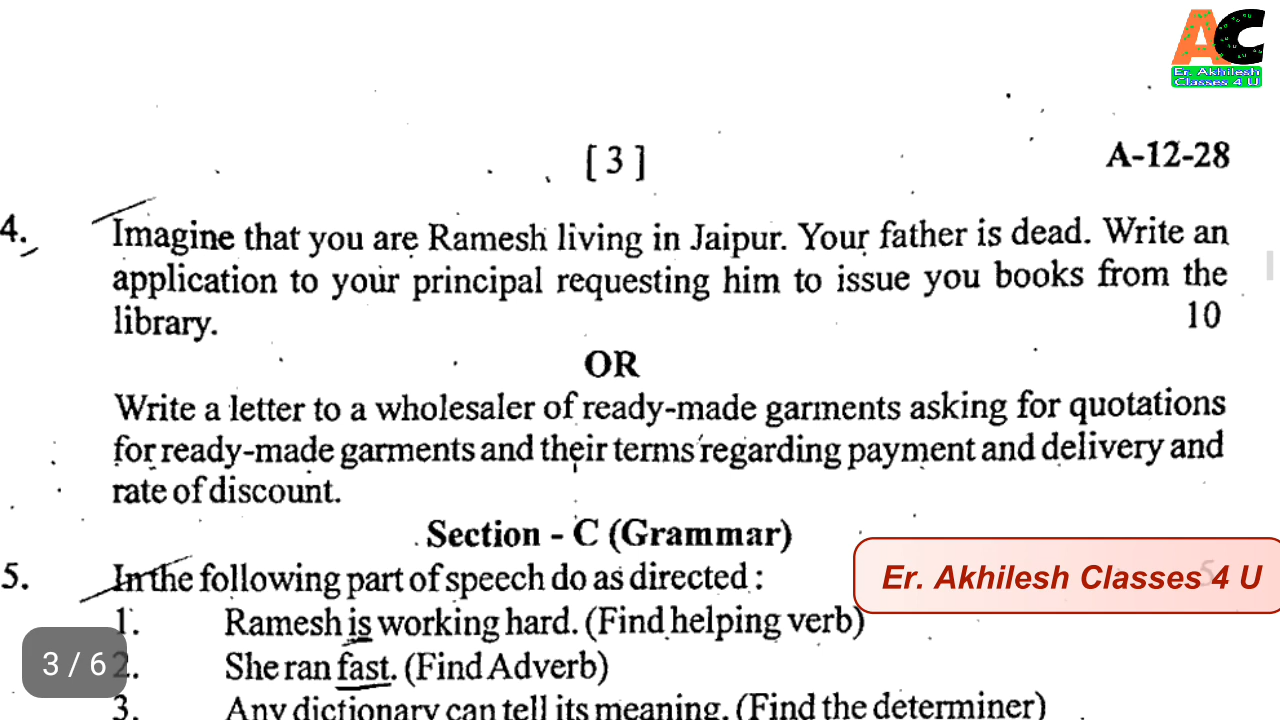 AC
Er. Akhilesh
Classes 4 U
[ 3 ]
A-12-28
4. Imagine that you are Ramesh living in Jaipur. Your father is dead. Write an
application to your principal requesting him to issue you books from the
library. 10
OR
Write a letter to a wholesaler of ready-made garments asking for quotations
for ready-made garments and their terms regarding payment and delivery and
rate of discount.
Section - C (Grammar)
5. In the following part of speech do as directed : 5
Er. Akhilesh Classes 4 U
1. Ramesh is working hard. (Find helping verb)
3 / 6
2. She ran fast. (Find Adverb)
3. Any dictionary can tell its meaning. (Find the determiner)